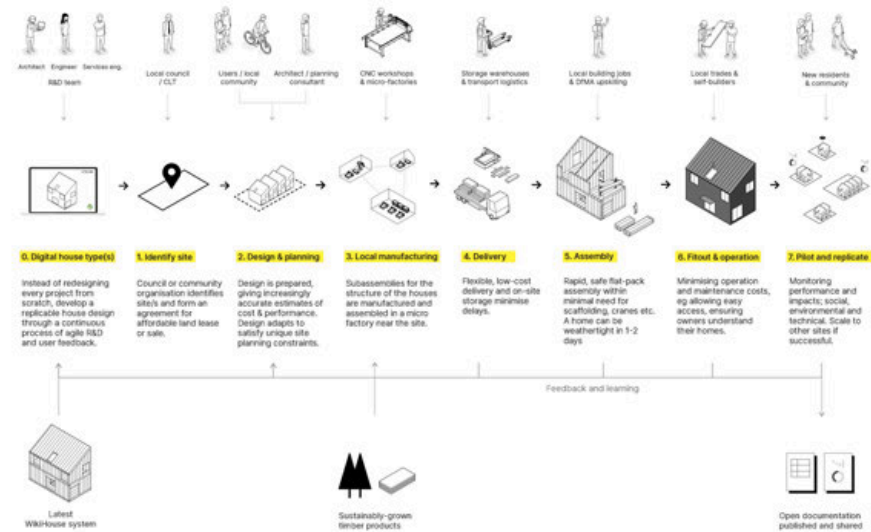 Architect
Engineer
Services eng.
R&D team
Local council
/ CLT
Users / local
community
Architect / planning
consultant
CNC workshops
& micro-factories
Storage warehouses
& transport logistics
Local building jobs
& DfMA upskilling
Local trades &
self-builders
New residents
& community
0. Digital house type(s)
Instead of redesigning
every project from
scratch, develop a
replicable house design
through a continuous
process of agile R&D
and user feedback.
1. Identify site
Council or community
organisation identifies
site/s and form an
agreement for
affordable land lease
or sale.
2. Design & planning
Design is prepared,
giving increasingly
accurate estimates of
cost & performance.
Design adapts to
satisfy unique site
planning constraints.
3. Local manufacturing
Subassemblies for the
structure of the houses
are manufactured and
assembled in a micro
factory near the site.
4. Delivery
Flexible, low-cost
delivery and on-site
storage minimise
delays.
5. Assembly
Rapid, safe flat-pack
assembly within
minimal need for
scaffolding, cranes etc.
A home can be
weathertight in 1-2
days
6. Fitout & operation
Minimising operation
and maintenance costs,
eg allowing easy
access, ensuring
owners understand
their homes.
7. Pilot and replicate
Monitoring
performance and
impacts; social,
environmental and
technical. Scale to
other sites if
successful.
Feedback and learning
Latest
WikiHouse system
Sustainably-grown
timber products
Open documentation
published and shared